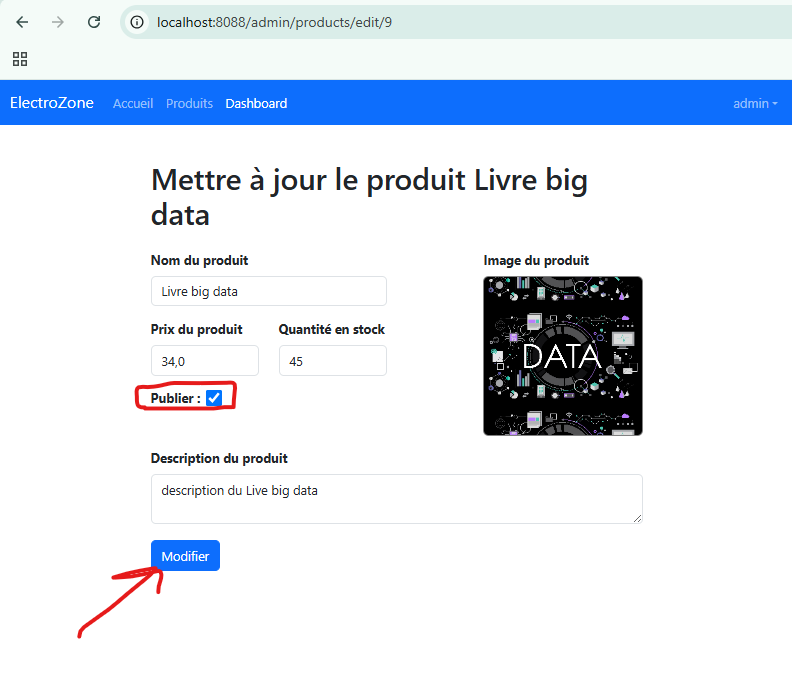 localhost:8088/admin/products/edit/9
ElectroZone Accueil Produits Dashboard admin
Mettre à jour le produit Livre big
data
Nom du produit
Image du produit
Livre big data
Prix du produit Quantité en stock
34,0 45
DATA
Publier :
Description du produit
description du Live big data
Modifier